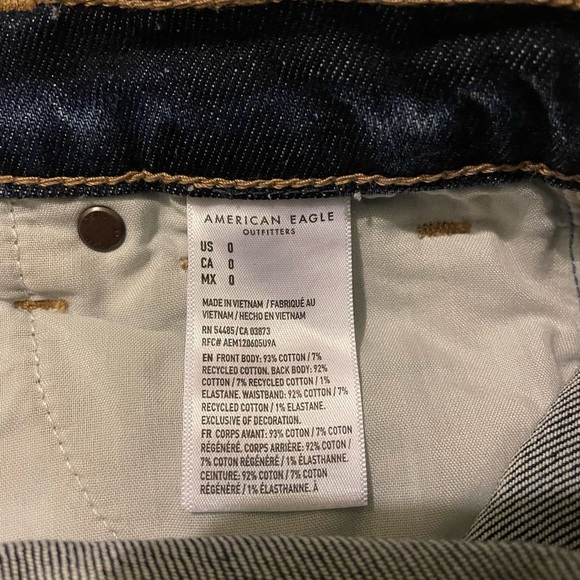 AMERICAN EAGLE
OUTFITTERS
US 0
CA 0
MX 0
MADE IN VIETNAM / FABRIQUÉ AU
VIETNAM / HECHO EN VIETNAM
RN 54485/CA 03873
RFC# AEM120605U9A
EN FRONT BODY: 93% COTTON / 7%
RECYCLED COTTON. BACK BODY: 92%
COTTON / 7% RECYCLED COTTON / 1%
ELASTANE. WAISTBAND: 92% COTTON / 7%
RECYCLED COTTON / 1% ELASTANE.
EXCLUSIVE OF DECORATION.
FR CORPS AVANT: 93% COTON / 7% COTON
RÉGÉNÉRÉ. CORPS ARRIÈRE: 92% COTON /
7% COTON RÉGÉNÉRÉ / 1% ÉLASTHANNE.
CEINTURE: 92% COTON / 7% COTON
RÉGÉNÉRÉ / 1% ÉLASTHANNE. À